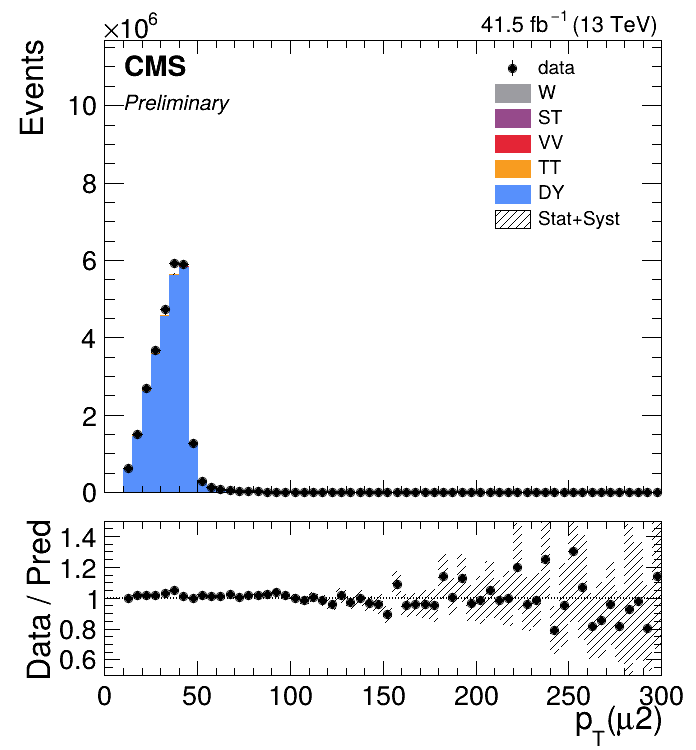 ×10⁶
41.5 fb⁻¹ (13 TeV)
Events
CMS
Preliminary
data
W
ST
VV
TT
DY
Stat+Syst
10
8
6
4
2
0
Data / Pred
1.4
1.2
1
0.8
0.6
0 50 100 150 200 250 300
p_T(μ2)